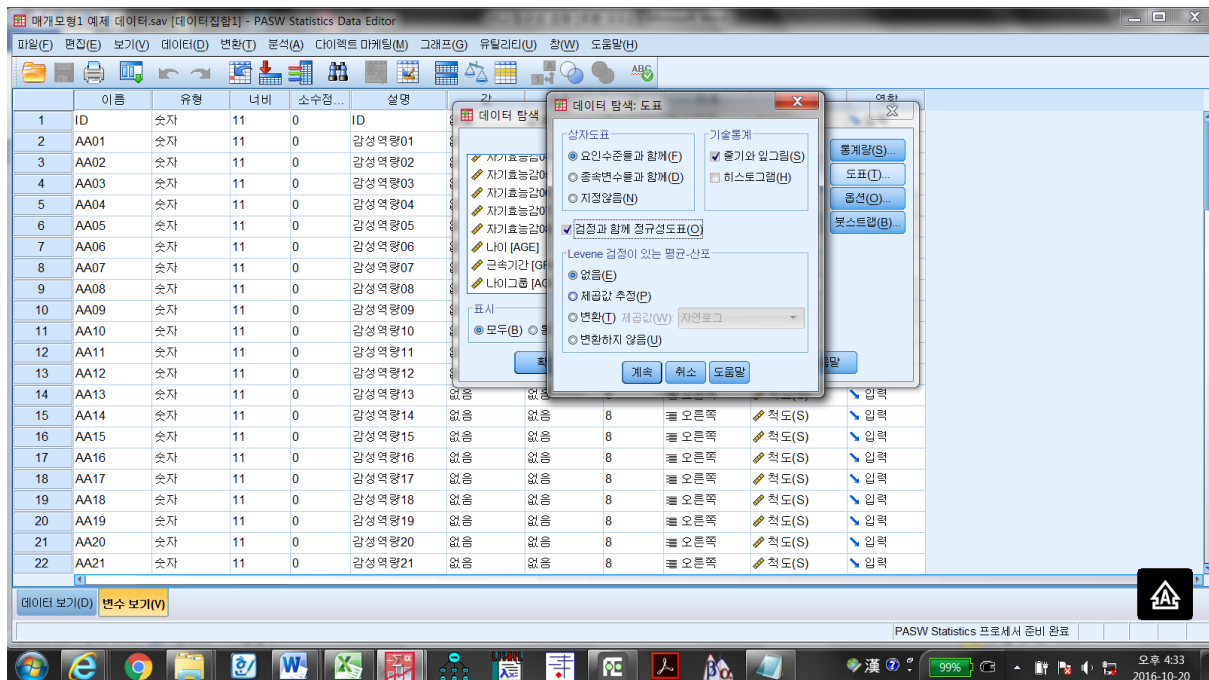 매개모형1 예제 데이터.sav [데이터집합1] - PASW Statistics Data Editor
파일(F) 편집(E) 보기(V) 데이터(D) 변환(T) 분석(A) 다이렉트 마케팅(M) 그래프(G) 유틸리티(U) 창(W) 도움말(H)
이름 유형 너비 소수점... 설명 값 역할
1 ID 숫자 11 0 ID
2 AA01 숫자 11 0 감성역량01
3 AA02 숫자 11 0 감성역량02
4 AA03 숫자 11 0 감성역량03
5 AA04 숫자 11 0 감성역량04
6 AA05 숫자 11 0 감성역량05
7 AA06 숫자 11 0 감성역량06
8 AA07 숫자 11 0 감성역량07
9 AA08 숫자 11 0 감성역량08
10 AA09 숫자 11 0 감성역량09
11 AA10 숫자 11 0 감성역량10
12 AA11 숫자 11 0 감성역량11
13 AA12 숫자 11 0 감성역량12
14 AA13 숫자 11 0 감성역량13 없음 없음 8 오른쪽 척도(S) 입력
15 AA14 숫자 11 0 감성역량14 없음 없음 8 오른쪽 척도(S) 입력
16 AA15 숫자 11 0 감성역량15 없음 없음 8 오른쪽 척도(S) 입력
17 AA16 숫자 11 0 감성역량16 없음 없음 8 오른쪽 척도(S) 입력
18 AA17 숫자 11 0 감성역량17 없음 없음 8 오른쪽 척도(S) 입력
19 AA18 숫자 11 0 감성역량18 없음 없음 8 오른쪽 척도(S) 입력
20 AA19 숫자 11 0 감성역량19 없음 없음 8 오른쪽 척도(S) 입력
21 AA20 숫자 11 0 감성역량20 없음 없음 8 오른쪽 척도(S) 입력
22 AA21 숫자 11 0 감성역량21 없음 없음 8 오른쪽 척도(S) 입력
데이터 탐색
자기효능감0
자기효능감0
자기효능감0
자기효능감0
나이 [AGE]
근속기간 [GP
나이그룹 [AG
표시
모두(B)
통계량(S)...
도표(T)...
옵션(O)...
붓스트랩(B)...
데이터 탐색: 도표
상자도표
요인수준들과 함께(F)
종속변수들과 함께(D)
지정않음(N)
기술통계
줄기와 잎그림(S)
히스토그램(H)
검정과 함께 정규성도표(O)
Levene 검정이 있는 평균-산포
없음(E)
제곱값 추정(P)
변환(T) 제곱값(W): 자연로그
변환하지 않음(U)
계속 취소 도움말
데이터 보기(D) 변수 보기(V)
PASW Statistics 프로세서 준비 완료
漢
99%
오후 4:33
2016-10-20